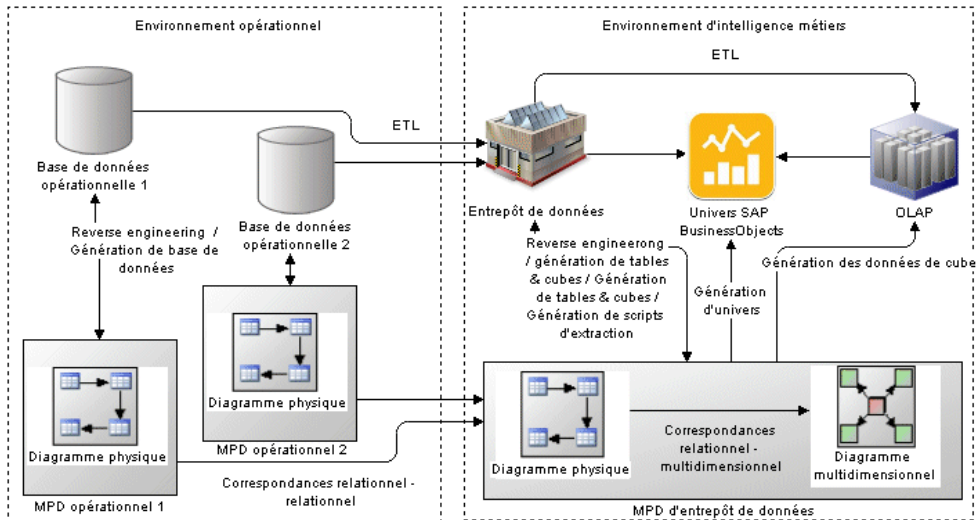 Environnement opérationnel
Base de données
opérationnelle 1
Base de données
opérationnelle 2
ETL
Reverse engineering /
Génération de base de
données
Diagramme physique
MPD opérationnel 1
Diagramme physique
MPD opérationnel 2
Correspondances relationnel -
relationnel
Environnement d'intelligence métiers
ETL
Entrepôt de données
Univers SAP
BusinessObjects
OLAP
Reverse engineerong
/ génération de tables
& cubes / Génération
de tables & cubes /
Génération de scripts
d'extraction
Génération
d'univers
Génération des données de cube
Diagramme physique
Correspondances
relationnel -
multidimensionnel
Diagramme
multidimensionnel
MPD d'entrepôt de données